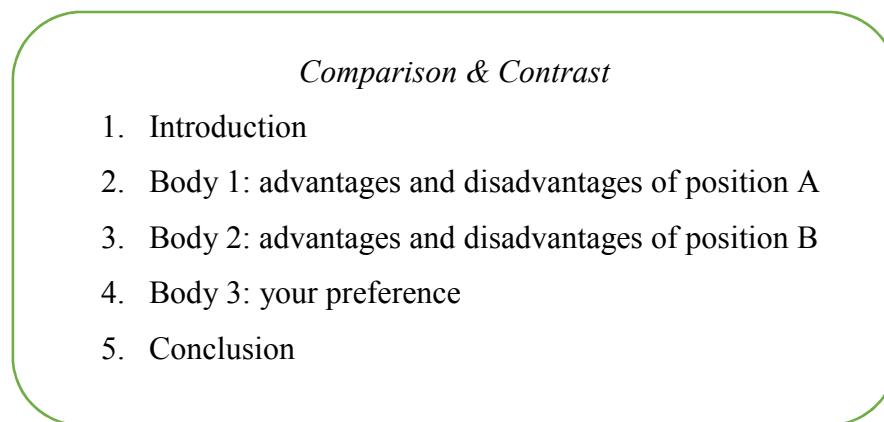 Comparison & Contrast
1. Introduction
2. Body 1: advantages and disadvantages of position A
3. Body 2: advantages and disadvantages of position B
4. Body 3: your preference
5. Conclusion